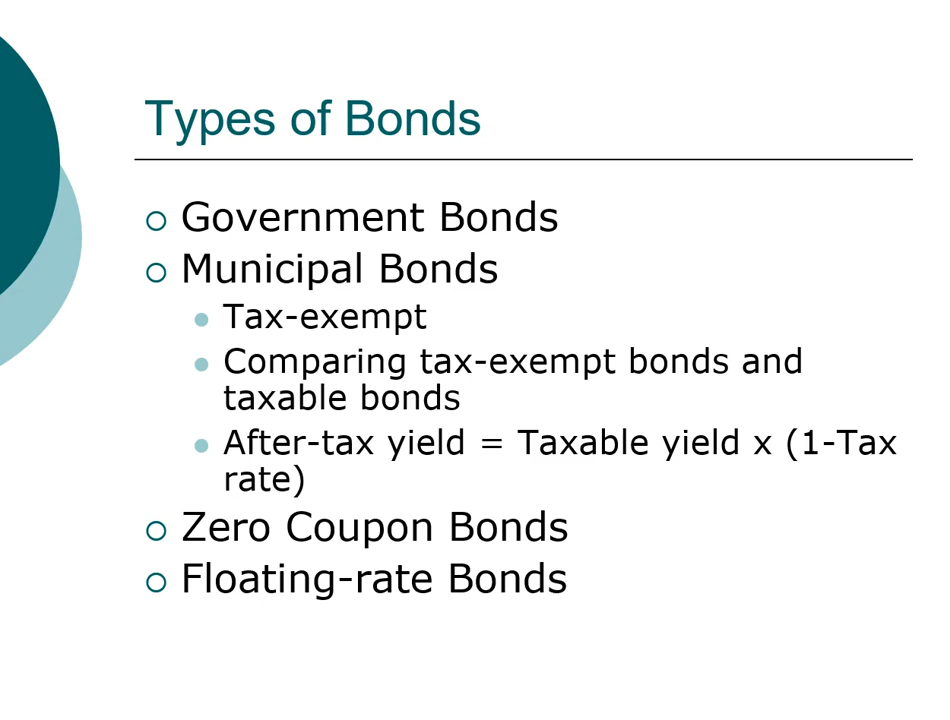 Types of Bonds
Government Bonds
Municipal Bonds
Tax-exempt
Comparing tax-exempt bonds and
taxable bonds
After-tax yield = Taxable yield x (1-Tax
rate)
Zero Coupon Bonds
Floating-rate Bonds